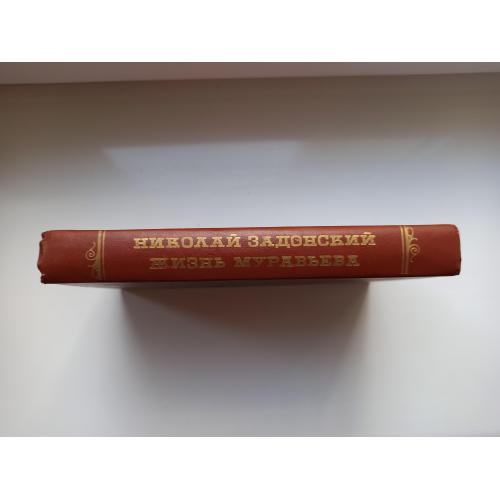 НИКОЛАЙ ЗАДОНСКИЙ
ЖИЗНЬ МУРАВЬЕВА